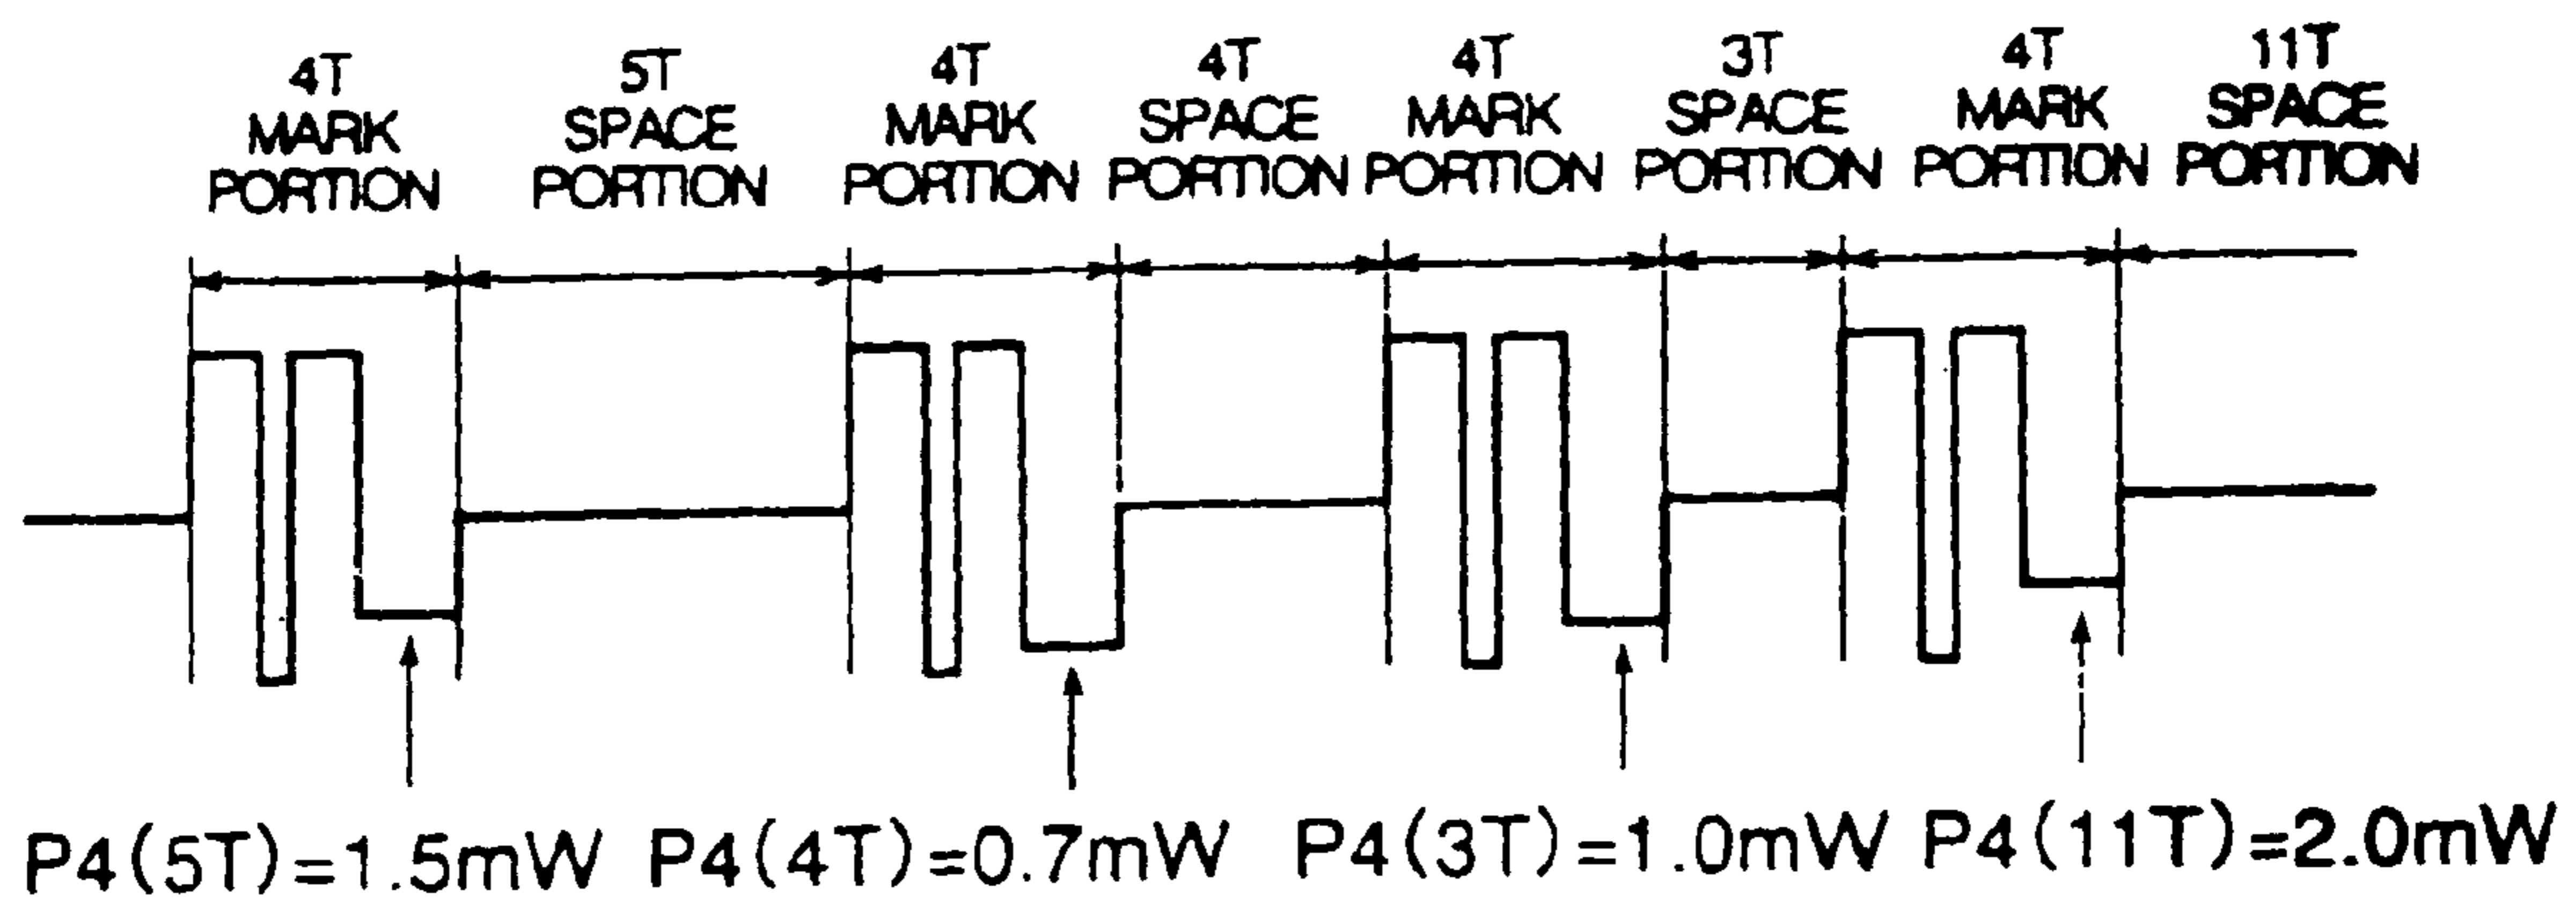 4T
MARK
PORTION
5T
SPACE
PORTION
4T
MARK
PORTION
4T
SPACE
PORTION
4T
MARK
PORTION
3T
SPACE
PORTION
4T
MARK
PORTION
11T
SPACE
PORTION
P4(5T)=1.5mW
P4(4T)=0.7mW
P4(3T)=1.0mW
P4(11T)=2.0mW